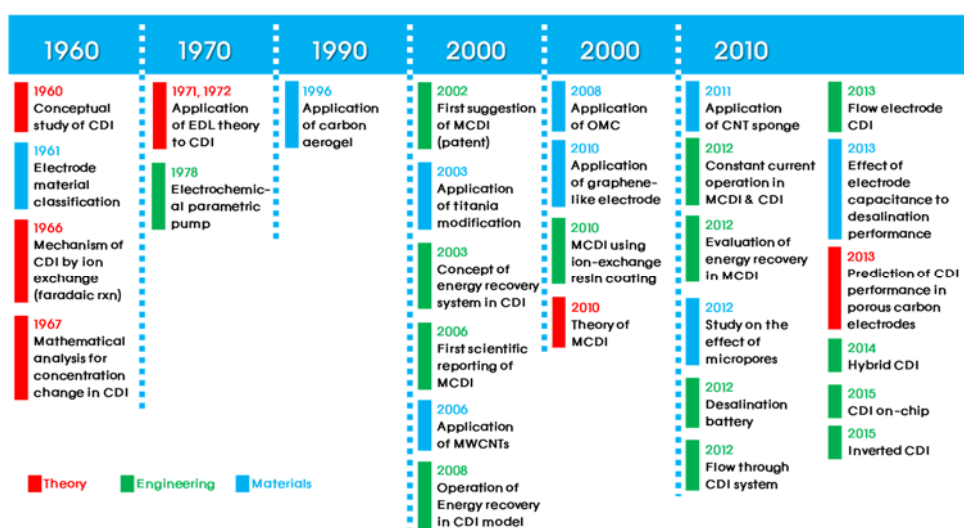 1960
1970
1990
2000
2000
2010
1960
Conceptual
study of CDI
1961
Electrode
material
classification
1966
Mechanism of
CDI by ion
exchange
(faradaic rxn)
1967
Mathematical
analysis for
concentration
change in CDI
1971, 1972
Application
of EDL theory
to CDI
1978
Electrochemic-
al parametric
pump
1996
Application
of carbon
aerogel
2002
First suggestion
of MCDI
(patent)
2003
Application
of titania
modification
2003
Concept of
energy recovery
system in CDI
2006
First scientific
reporting of
MCDI
2006
Application
of MWCNTs
2008
Operation of
Energy recovery
in CDI model
2008
Application
of OMC
2010
Application
of graphene-
like electrode
2010
MCDI using
ion-exchange
resin coating
2010
Theory of
MCDI
2011
Application
of CNT sponge
2012
Constant current
operation in
MCDI & CDI
2012
Evaluation of
energy recovery
in MCDI
2012
Study on the
effect of
micropores
2012
Desalination
battery
2012
Flow through
CDI system
2013
Flow electrode
CDI
2013
Effect of
electrode
capacitance to
desalination
performance
2013
Prediction of CDI
performance in
porous carbon
electrodes
2014
Hybrid CDI
2015
CDI on-chip
2015
Inverted CDI
Theory
Engineering
Materials